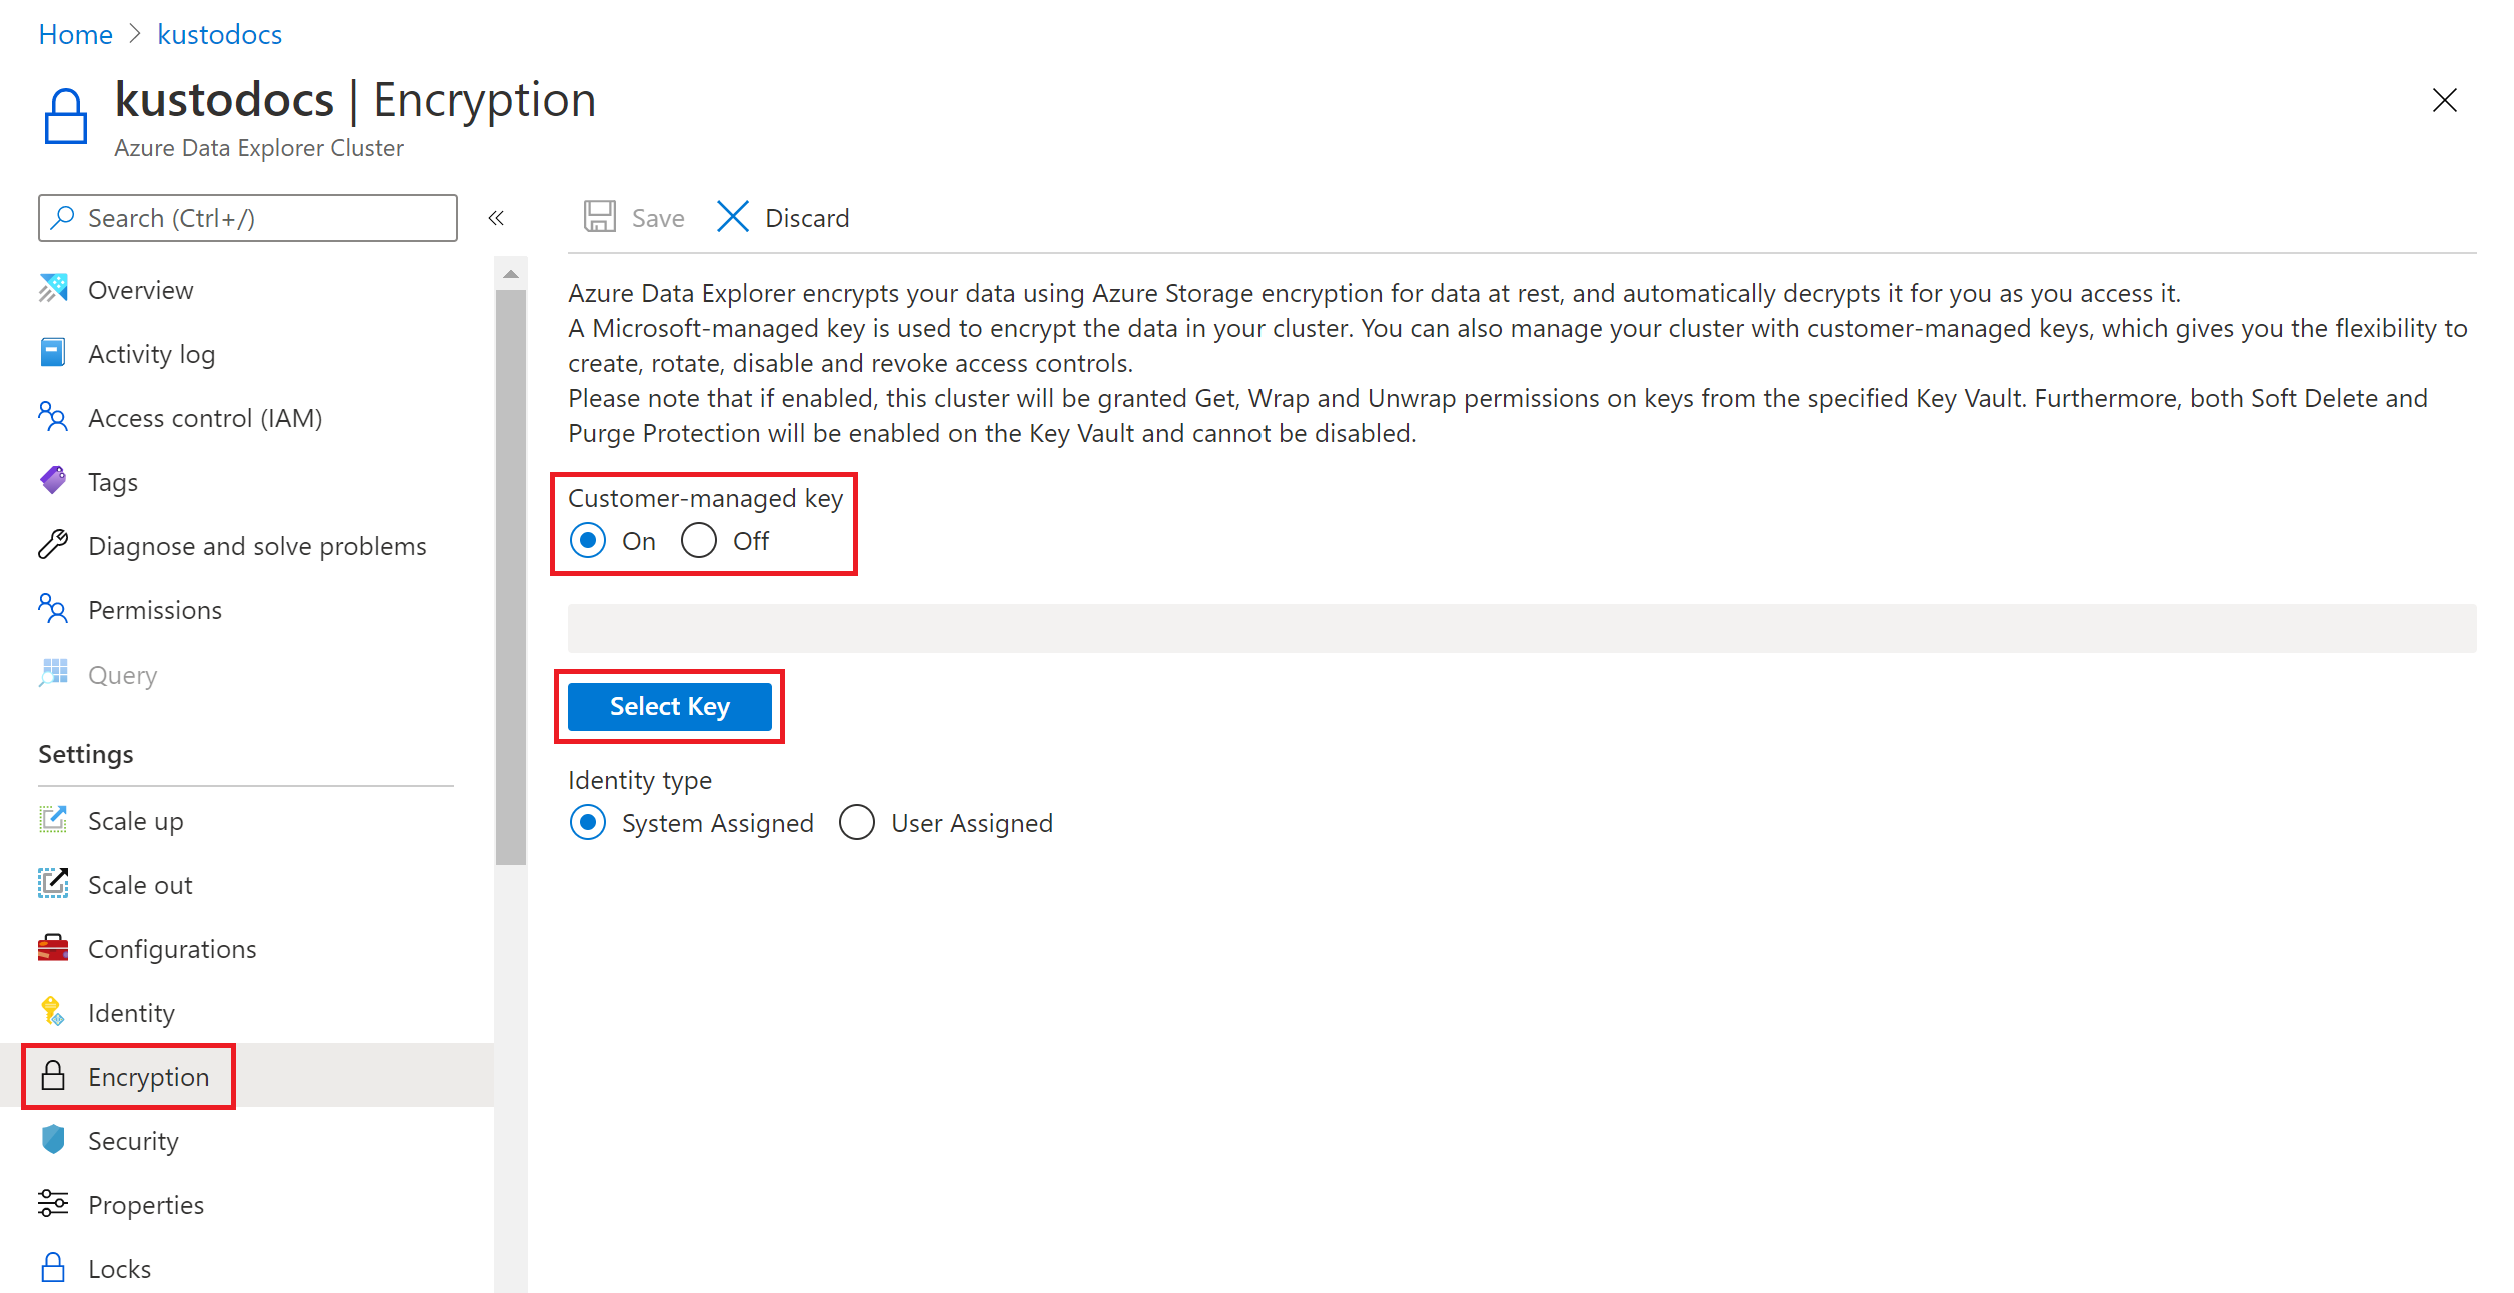 Home > kustodocs
kustodocs | Encryption
Azure Data Explorer Cluster
Search (Ctrl+/)
«
Overview
Activity log
Access control (IAM)
Tags
Diagnose and solve problems
Permissions
Query
Settings
Scale up
Scale out
Configurations
Identity
Encryption
Security
Properties
Locks
Save Discard
Azure Data Explorer encrypts your data using Azure Storage encryption for data at rest, and automatically decrypts it for you as you access it.
A Microsoft-managed key is used to encrypt the data in your cluster. You can also manage your cluster with customer-managed keys, which gives you the flexibility to
create, rotate, disable and revoke access controls.
Please note that if enabled, this cluster will be granted Get, Wrap and Unwrap permissions on keys from the specified Key Vault. Furthermore, both Soft Delete and
Purge Protection will be enabled on the Key Vault and cannot be disabled.
Customer-managed key
On Off
Select Key
Identity type
System Assigned User Assigned